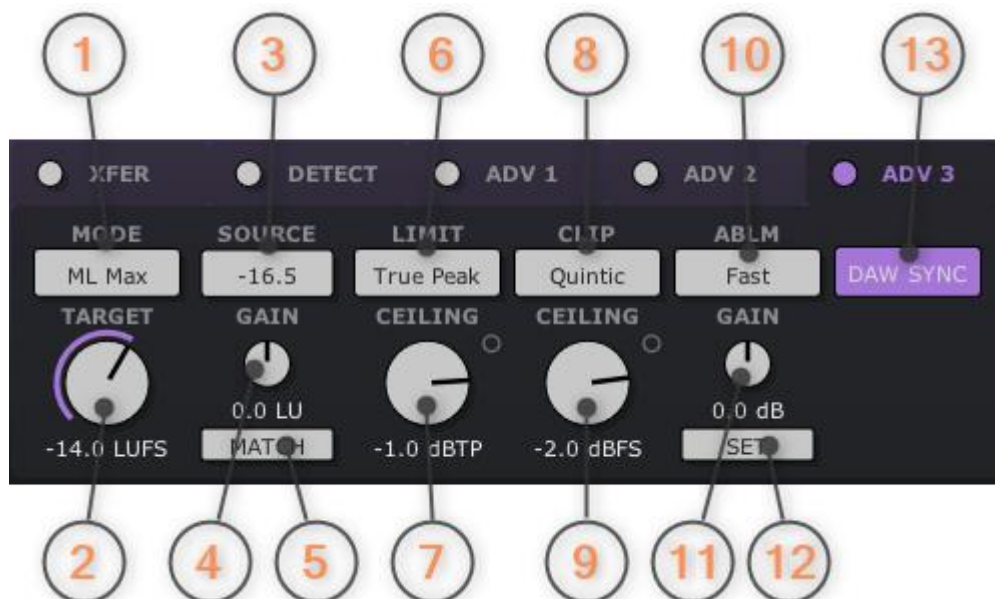 1 3 6 8 10 13
XFER DETECT ADV 1 ADV 2 ADV 3
MODE SOURCE LIMIT CLIP ABLM
ML Max -16.5 True Peak Quintic Fast DAW SYNC
TARGET GAIN CEILING CEILING GAIN
0.0 LU 0.0 dB
-14.0 LUFS MATCH -1.0 dBTP -2.0 dBFS SET
2 4 5 7 9 11 12